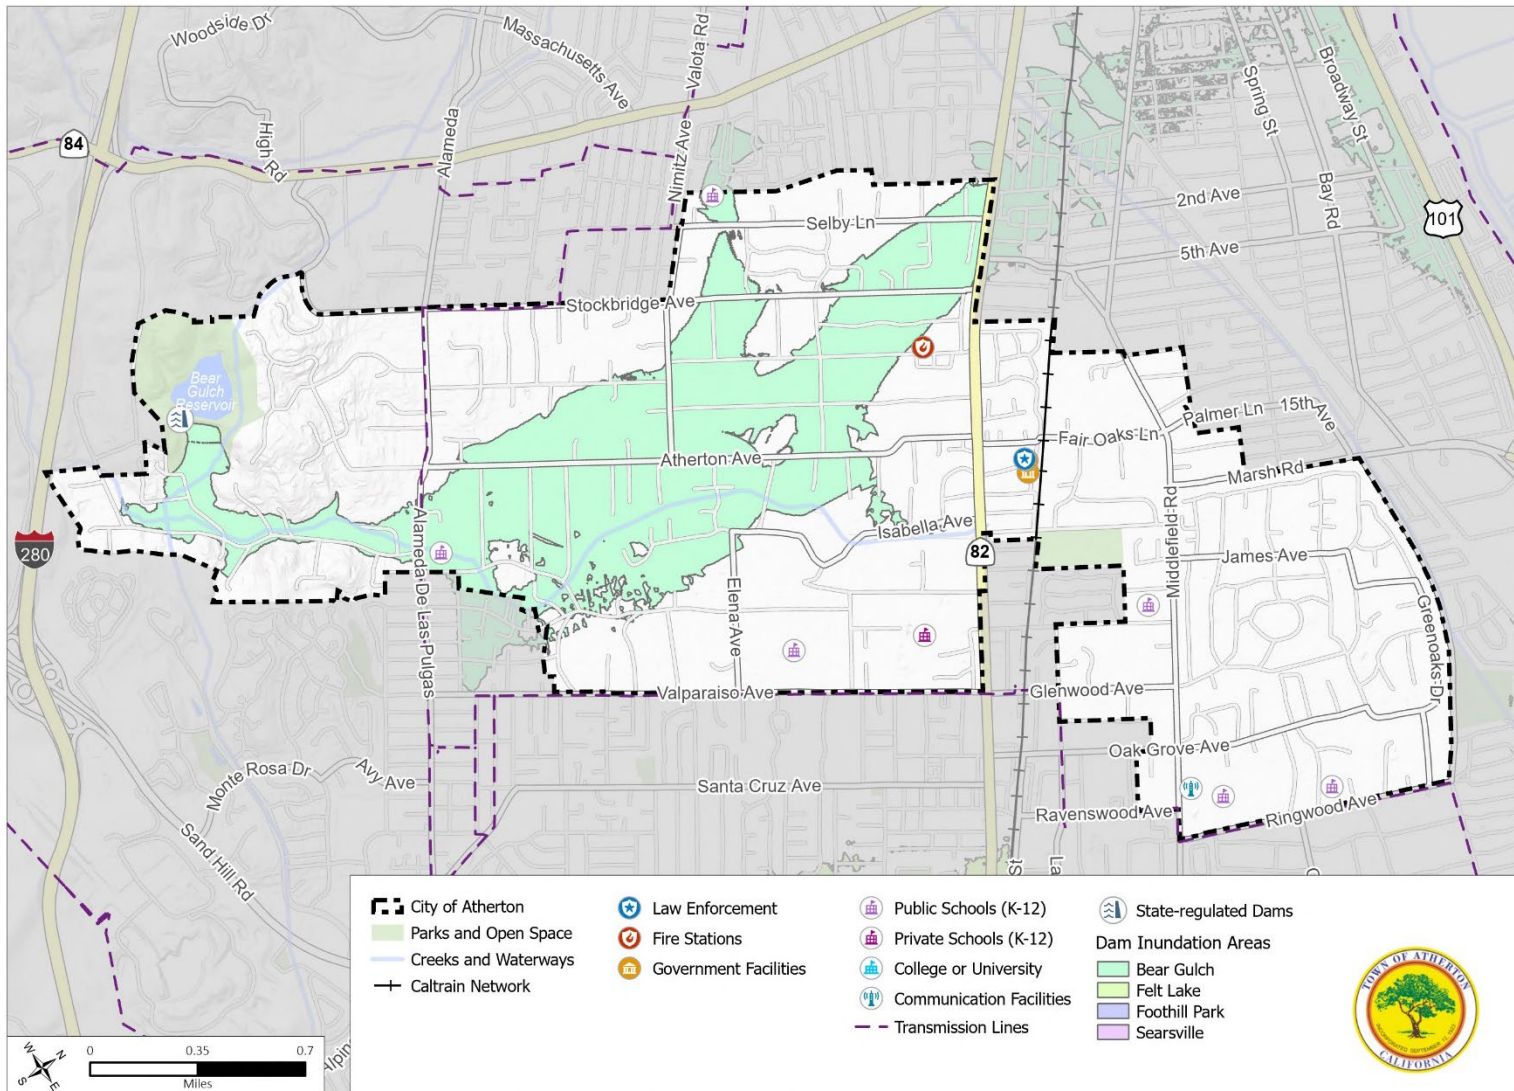 Woodside Dr
Massachusetts Ave
Valota Rd
Spring St
Broadway St
84
High Rd
Alameda
Nimitz Ave
2nd Ave
Bay Rd
101
Selby Ln
5th Ave
Stockbridge Ave
Bear
Gulch
Reservoir
Palmer Ln
15th Ave
Fair Oaks Ln
Atherton Ave
Marsh Rd
Middlefield Rd
Isabella Ave
280
82
James Ave
Alameda De Las Pulgas
Elena Ave
Greenoaks Dr
Valparaiso Ave
Glenwood Ave
Oak Grove Ave
Monte Rosa Dr
Avy Ave
Santa Cruz Ave
Ravenswood Ave
Ringwood Ave
Sand Hill Rd
St
La
Alpin
City of Atherton
Parks and Open Space
Creeks and Waterways
Caltrain Network
Law Enforcement
Fire Stations
Government Facilities
Public Schools (K-12)
Private Schools (K-12)
College or University
Communication Facilities
Transmission Lines
State-regulated Dams
Dam Inundation Areas
Bear Gulch
Felt Lake
Foothill Park
Searsville
TOWN OF ATHERTON
INCORPORATED SEPTEMBER 12, 1923
CALIFORNIA
W N
S E
0 0.35 0.7
Miles